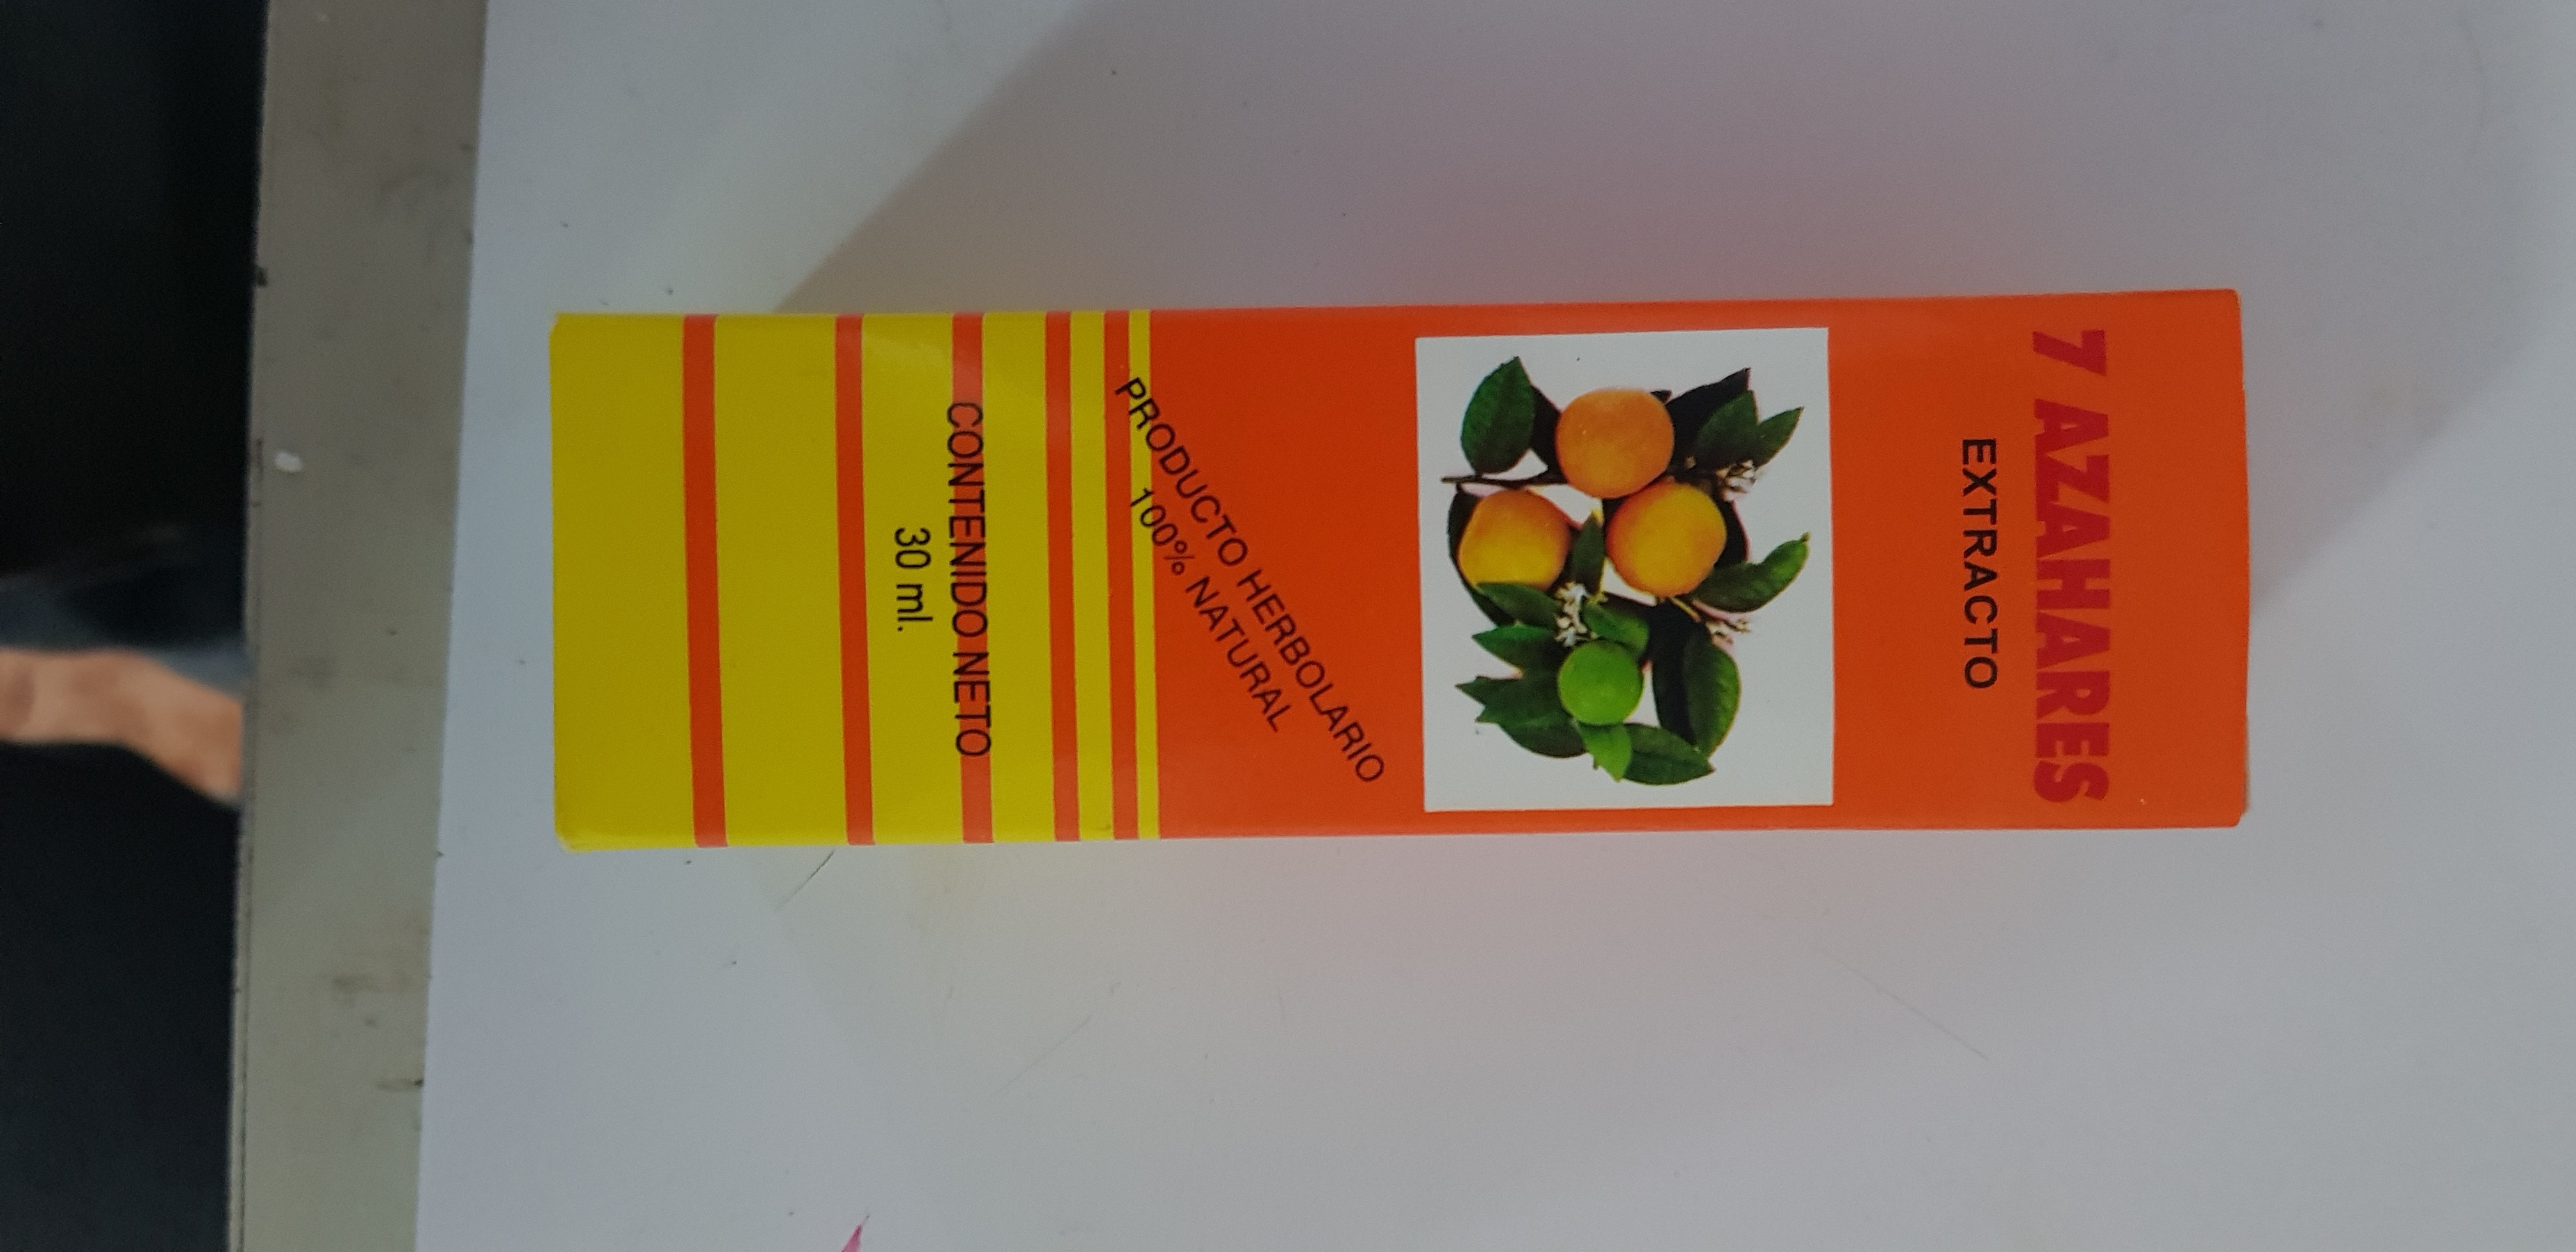 7 AZAHARES
EXTRACTO
PRODUCTO HERBOLARIO
100% NATURAL
CONTENIDO NETO
30 ml.